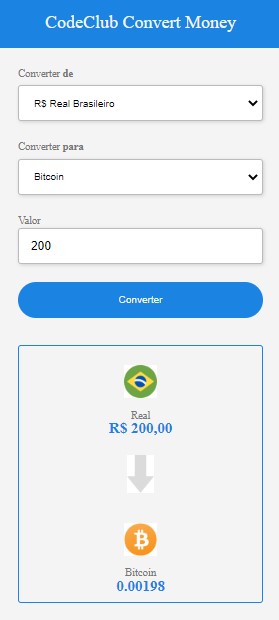 CodeClub Convert Money
Converter de
R$ Real Brasileiro
Converter para
Bitcoin
Valor
200
Converter
Real
R$ 200,00
Bitcoin
0.00198